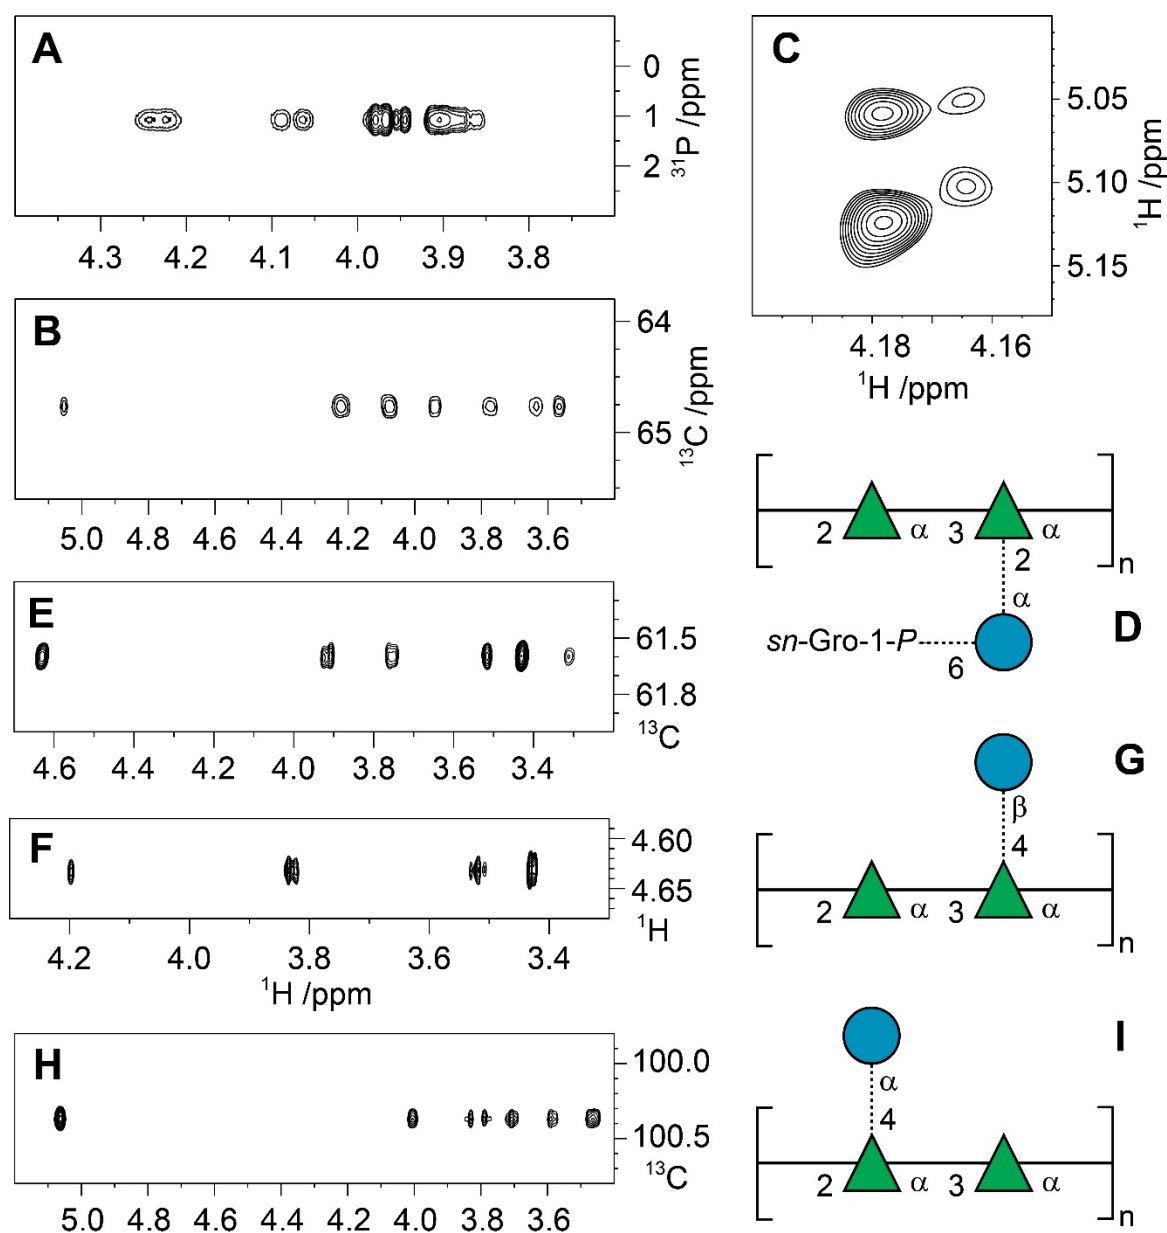 A
0
1
2
³¹P /ppm
4.3 4.2 4.1 4.0 3.9 3.8
C
5.05
5.10
5.15
¹H /ppm
4.18 4.16
¹H /ppm
B
64
65
¹³C /ppm
5.0 4.8 4.6 4.4 4.2 4.0 3.8 3.6
2 α 3 α n
2
α
sn-Gro-1-P 6 D
E
61.5
61.8
¹³C
4.6 4.4 4.2 4.0 3.8 3.6 3.4
F
4.60
4.65
¹H
4.2 4.0 3.8 3.6 3.4
¹H /ppm
G
β
4
2 α 3 α n
H
100.0
100.5
¹³C
5.0 4.8 4.6 4.4 4.2 4.0 3.8 3.6
I
α
4
2 α 3 α n